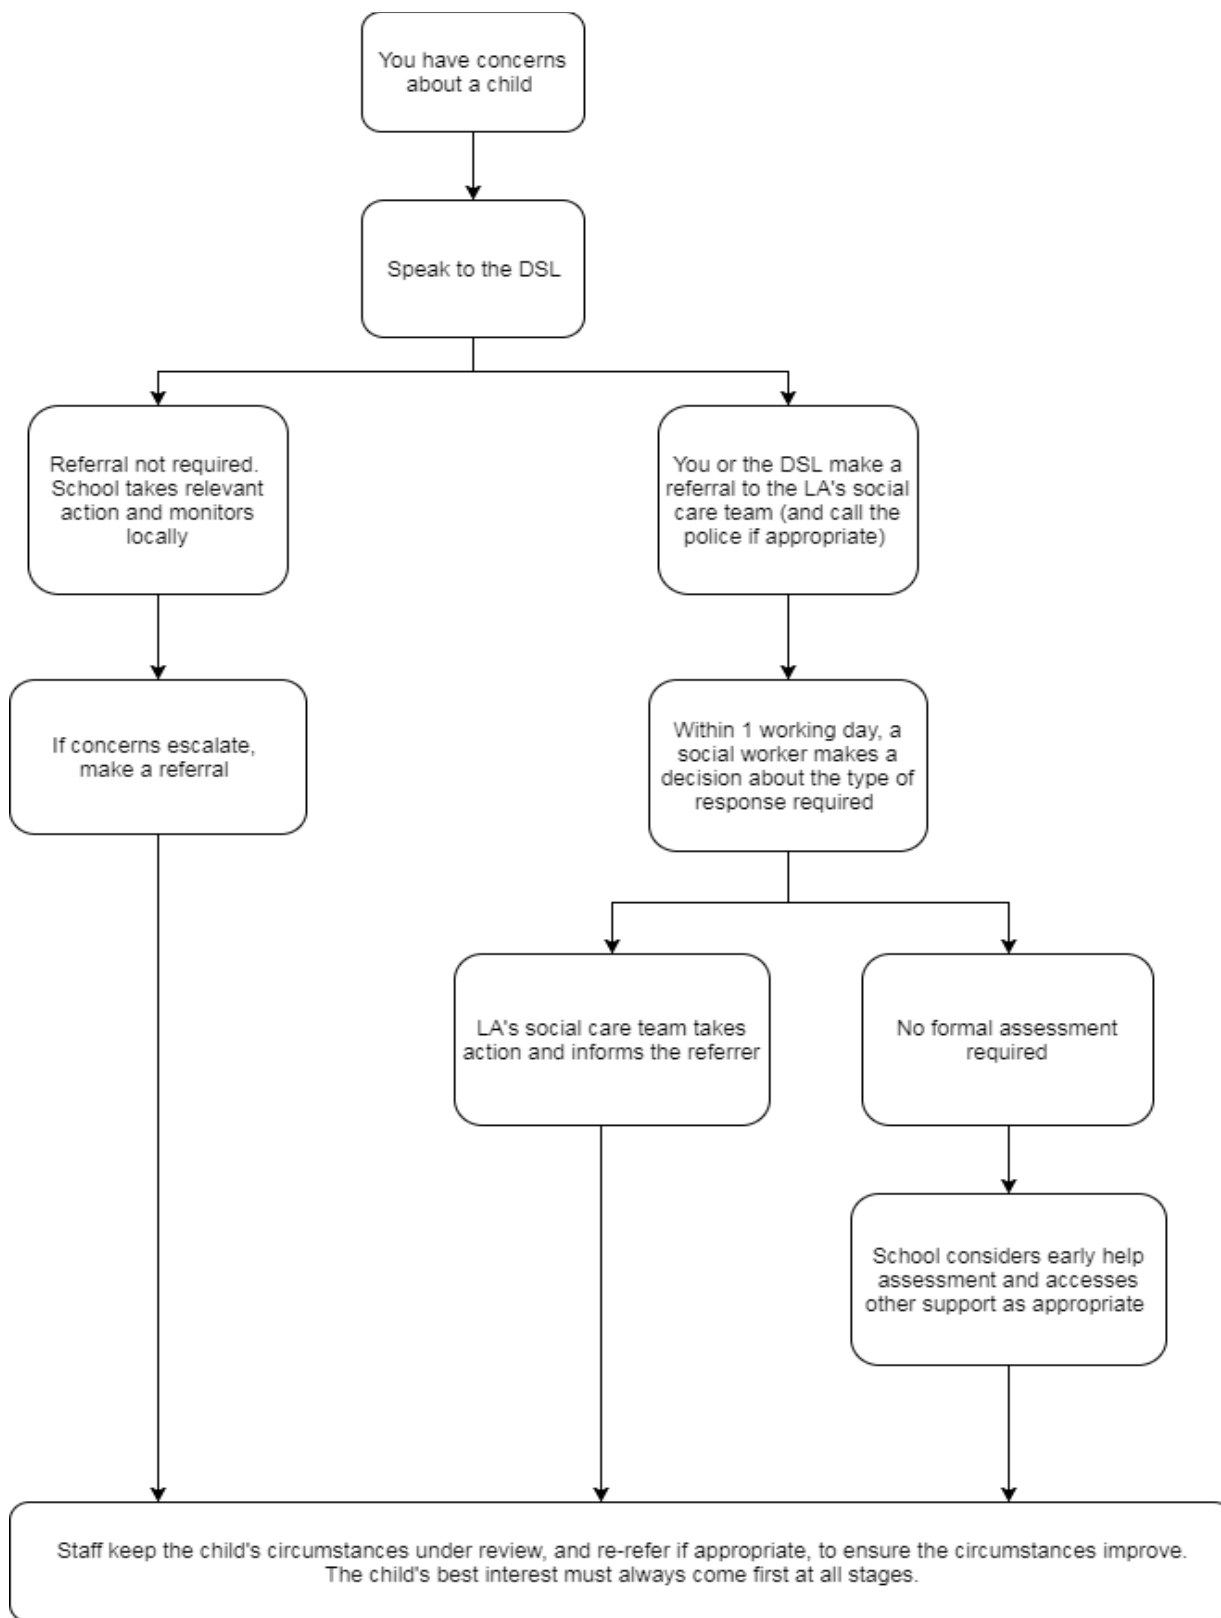 You have concerns
about a child
Speak to the DSL
Referral not required.
School takes relevant
action and monitors
locally
You or the DSL make a
referral to the LA's social
care team (and call the
police if appropriate)
If concerns escalate,
make a referral
Within 1 working day, a
social worker makes a
decision about the type of
response required
LA's social care team takes
action and informs the referrer
No formal assessment
required
School considers early help
assessment and accesses
other support as appropriate
Staff keep the child's circumstances under review, and re-refer if appropriate, to ensure the circumstances improve.
The child's best interest must always come first at all stages.